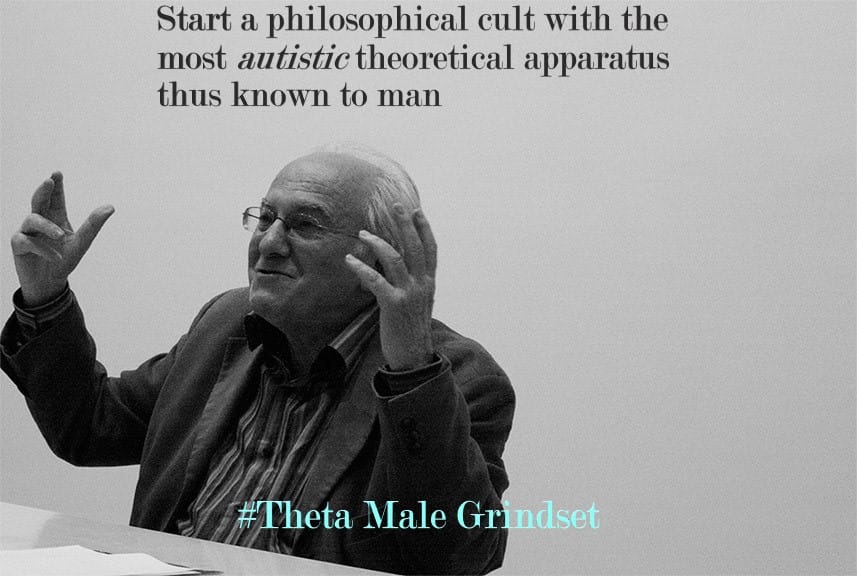 Start a philosophical cult with the
most autistic theoretical apparatus
thus known to man
#Theta Male Grindset